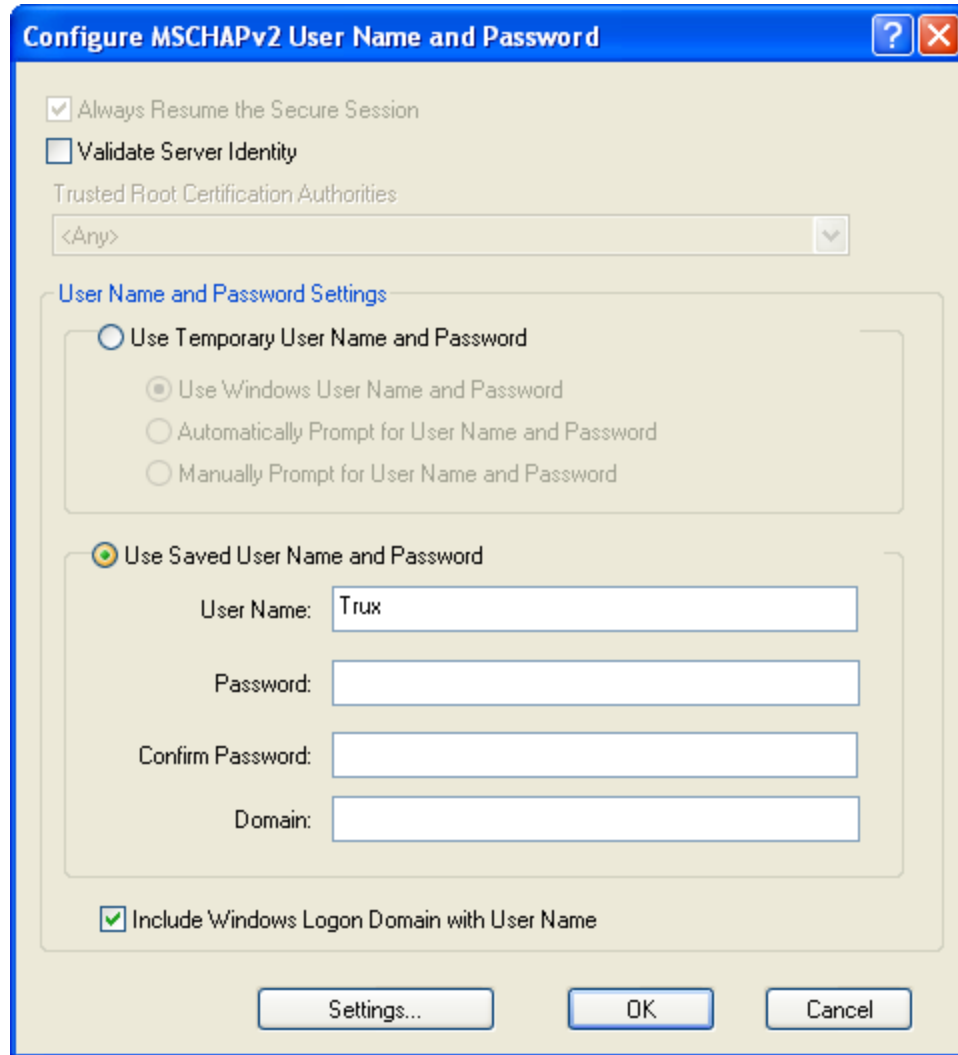 Configure MSCHAPv2 User Name and Password
Always Resume the Secure Session
Validate Server Identity
Trusted Root Certification Authorities
<Any>
User Name and Password Settings
Use Temporary User Name and Password
Use Windows User Name and Password
Automatically Prompt for User Name and Password
Manually Prompt for User Name and Password
Use Saved User Name and Password
User Name: Trux
Password:
Confirm Password:
Domain:
Include Windows Logon Domain with User Name
Settings... OK Cancel